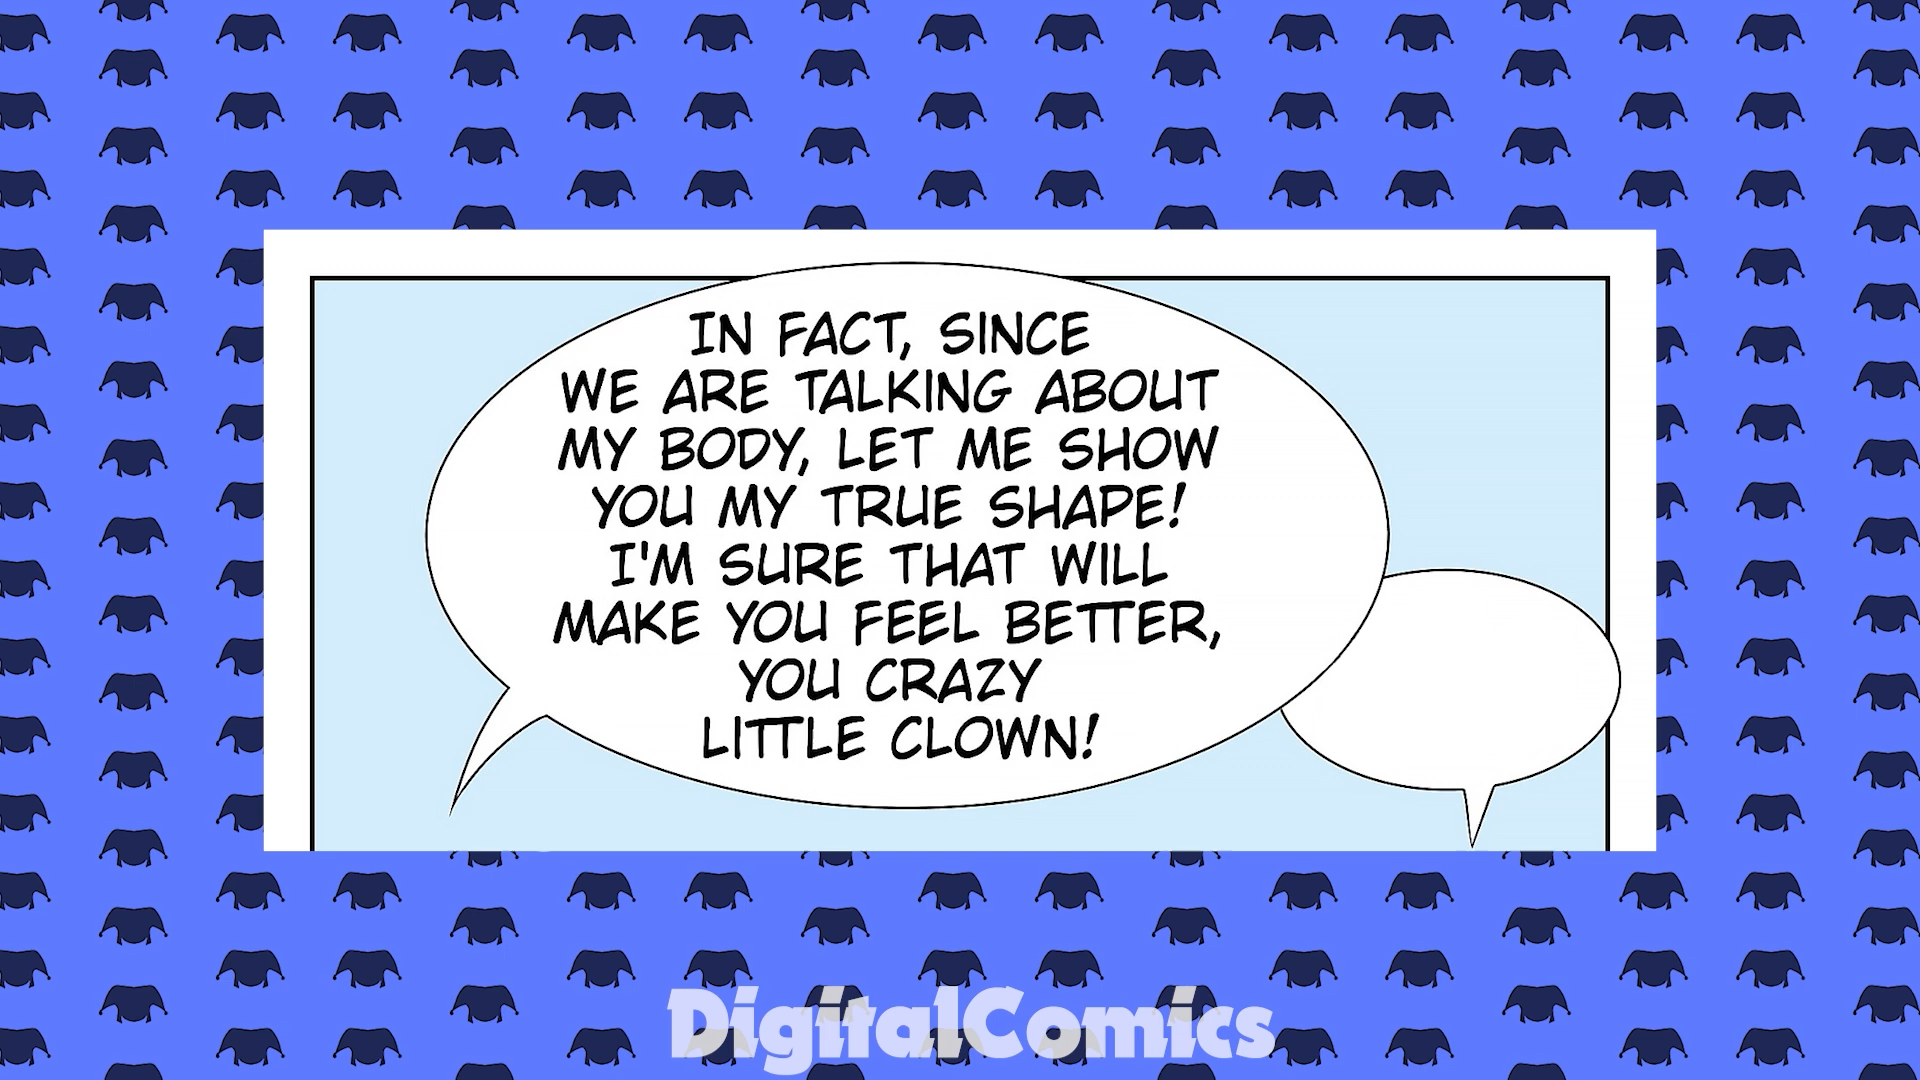 IN FACT, SINCE
WE ARE TALKING ABOUT
MY BODY, LET ME SHOW
YOU MY TRUE SHAPE!
I'M SURE THAT WILL
MAKE YOU FEEL BETTER,
YOU CRAZY
LITTLE CLOWN!
DigitalComics